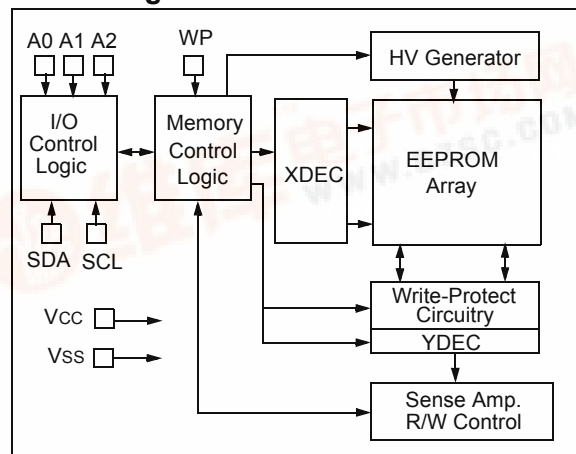 A0 A1 A2
WP
HV Generator
I/O
Control
Logic
Memory
Control
Logic
XDEC
EEPROM
Array
SDA
SCL
Write-Protect
Circuitry
YDEC
VCC
VSS
Sense Amp.
R/W Control